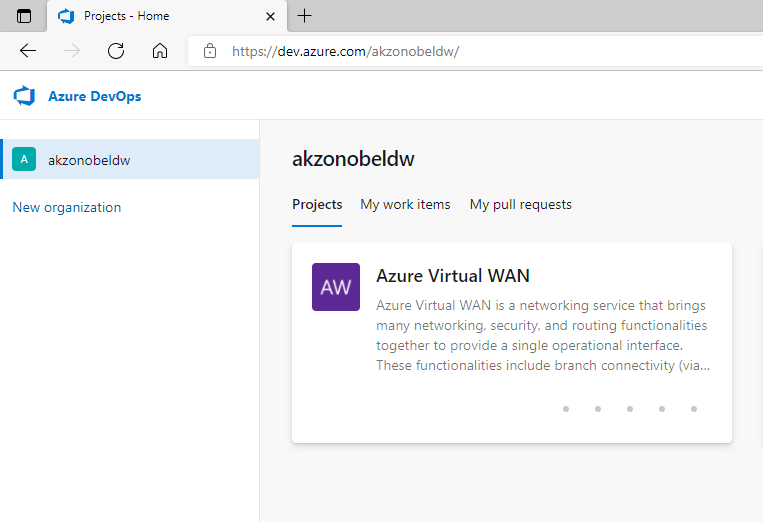 Projects - Home
https://dev.azure.com/akzonobeldw/
Azure DevOps
A akzonobeldw
New organization
akzonobeldw
Projects My work items My pull requests
AW
Azure Virtual WAN
Azure Virtual WAN is a networking service that brings
many networking, security, and routing functionalities
together to provide a single operational interface.
These functionalities include branch connectivity (via...